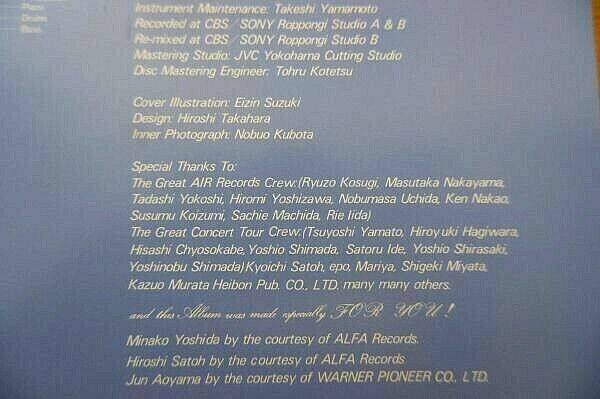 Piano
Drums
Bass
Instrument Maintenance: Takeshi Yamamoto
Recorded at CBS/SONY Roppongi Studio A & B
Re-mixed at CBS/SONY Roppongi Studio B
Mastering Studio: JVC Yokohama Cutting Studio
Disc Mastering Engineer: Tohru Kotetsu
Cover Illustration: Eizin Suzuki
Design: Hiroshi Takahara
Inner Photograph: Nobuo Kubota
Special Thanks To:
The Great AIR Records Crew:(Ryuzo Kosugi, Masutaka Nakayama,
Tadashi Yokoshi, Hiromi Yoshizawa, Nobumasa Uchida, Ken Nakao,
Susumu Koizumi, Sachie Machida, Rie Iida)
The Great Concert Tour Crew:(Tsuyoshi Yamato, Hiroyuki Hagiwara,
Hisashi Chyosokabe, Yoshio Shimada, Satoru Ide, Yoshio Shirasaki,
Yoshinobu Shimada)Kyoichi Satoh, epo, Mariya, Shigeki Miyata,
Kazuo Murata Heibon Pub. CO., LTD. many many others.
and this Album was made especially FOR YOU!
Minako Yoshida by the courtesy of ALFA Records.
Hiroshi Satoh by the courtesy of ALFA Records
Jun Aoyama by the courtesy of WARNER PIONEER CO., LTD.